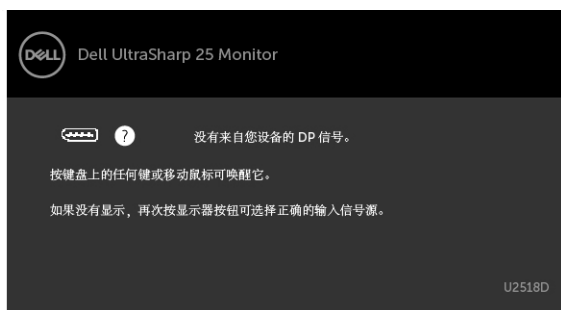 DELL Dell UltraSharp 25 Monitor
? 没有来自您设备的 DP 信号。
按键盘上的任何键或移动鼠标可唤醒它。
如果没有显示，再次按显示器按钮可选择正确的输入信号源。
U2518D